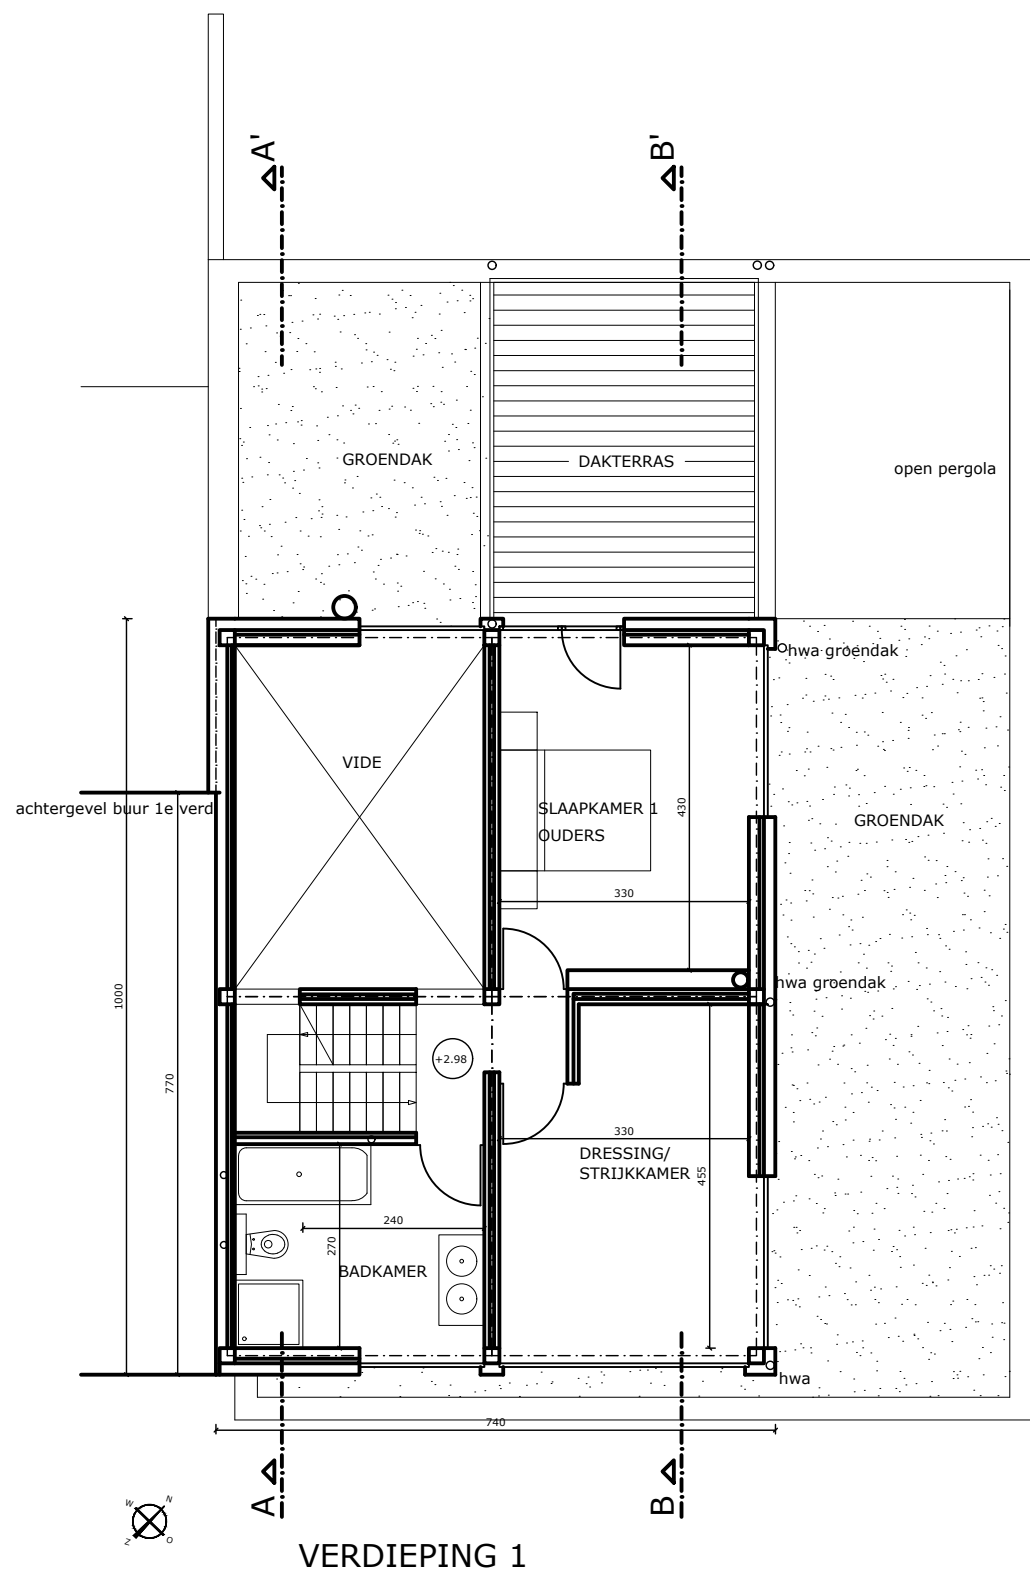 A'
B'
GROENDAK
DAKTERRAS
open pergola
hwa groendak
VIDE
achtergevel buur 1e verd
SLAAPKAMER 1
OUDERS
430
GROENDAK
330
hwa groendak
1000
+2.98
770
330
DRESSING/
STRIJKKAMER
455
240
270
BADKAMER
hwa
740
A
B
W
N
Z
O
VERDIEPING 1